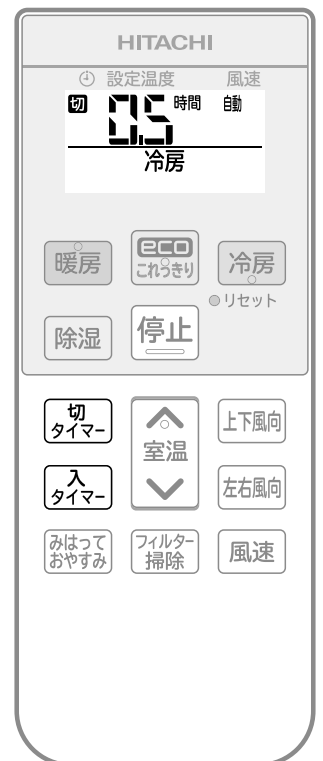 HITACHI
設定温度 風速
切 0.5 時間 自動
冷房
暖房
eco
これっきり
冷房
リセット
除湿
停止
切
タイマー
室温
上下風向
入
タイマー
左右風向
みはって
おやすみ
フィルター
掃除
風速